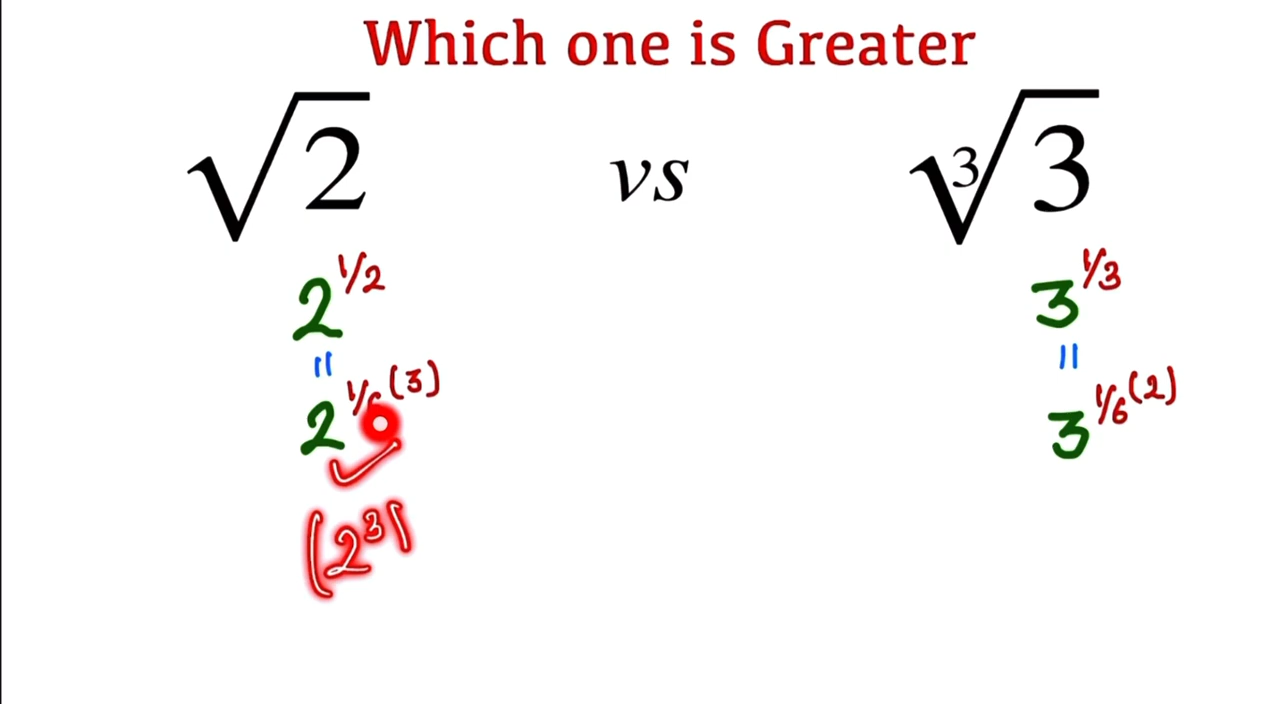 Which one is Greater
√2 vs ∛3
2^1/2 3^1/3
= =
2^1/6(3) 3^1/6(2)
(2^3)